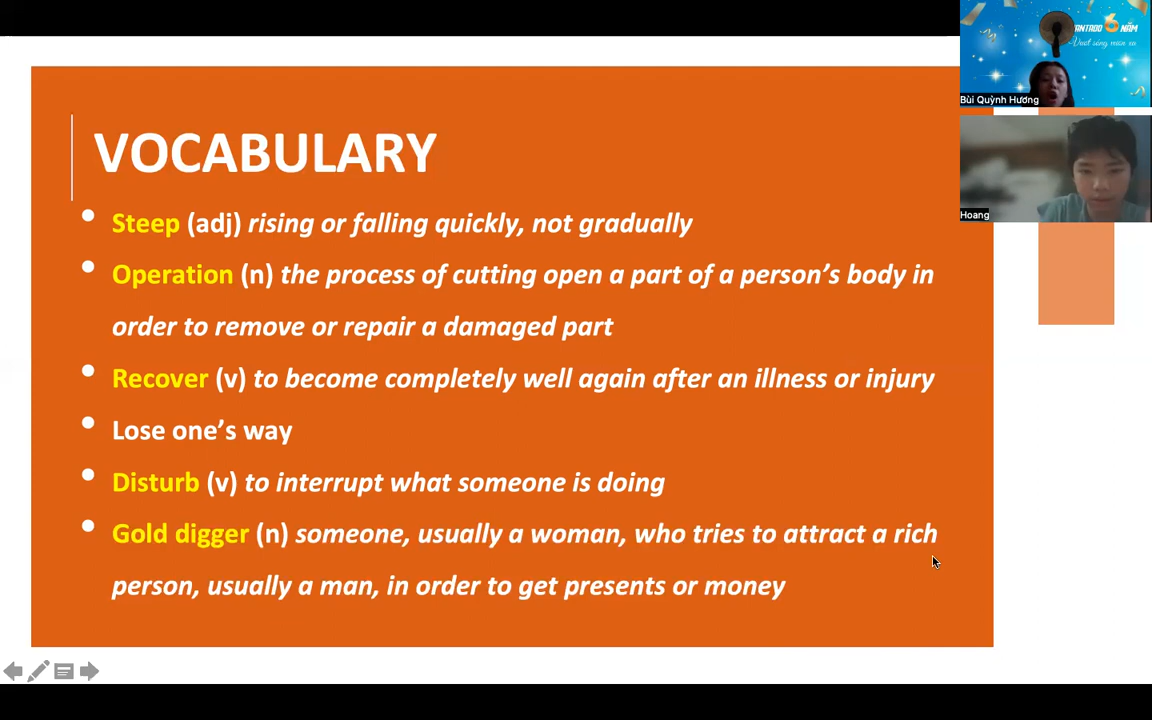 VOCABULARY
• Steep (adj) rising or falling quickly, not gradually
• Operation (n) the process of cutting open a part of a person’s body in
order to remove or repair a damaged part
• Recover (v) to become completely well again after an illness or injury
• Lose one’s way
• Disturb (v) to interrupt what someone is doing
• Gold digger (n) someone, usually a woman, who tries to attract a rich
person, usually a man, in order to get presents or money
6 NĂM
Bùi Quỳnh Hương
Hoang